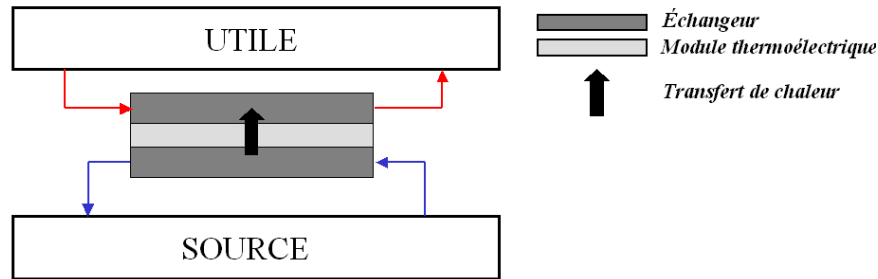 UTILE
Échangeur
Module thermoélectrique
Transfert de chaleur
SOURCE